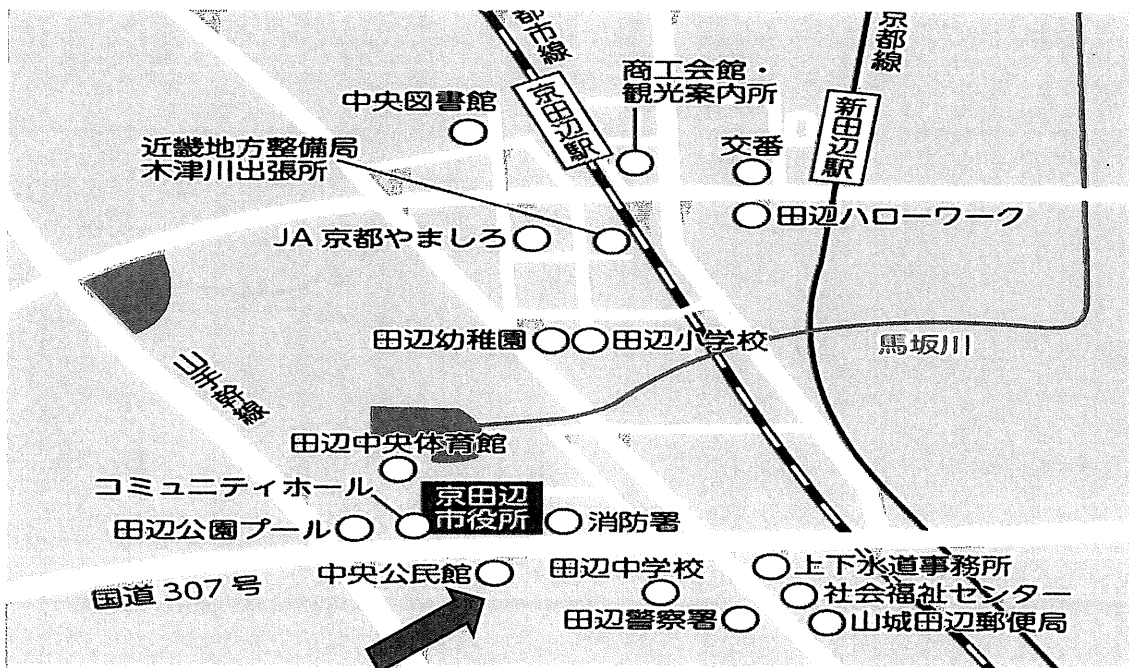 都市線
京都線
京田辺駅
新田辺駅
商工会館・
観光案内所
中央図書館
交番
近畿地方整備局
木津川出張所
田辺ハローワーク
JA 京都やましろ
田辺幼稚園
田辺小学校
馬坂川
山手幹線
田辺中央体育館
コミュニティホール
京田辺
市役所
田辺公園プール
消防署
国道 307 号
中央公民館
田辺中学校
上下水道事務所
社会福祉センター
田辺警察署
山城田辺郵便局